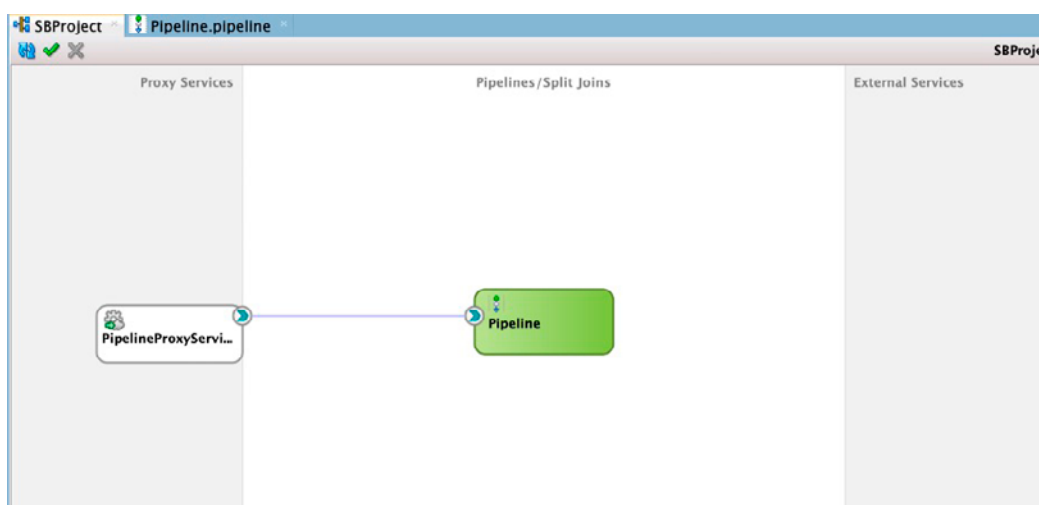 SBProject Pipeline.pipeline
SBProje
Proxy Services Pipelines/Split Joins External Services
Pipeline
PipelineProxyServi...